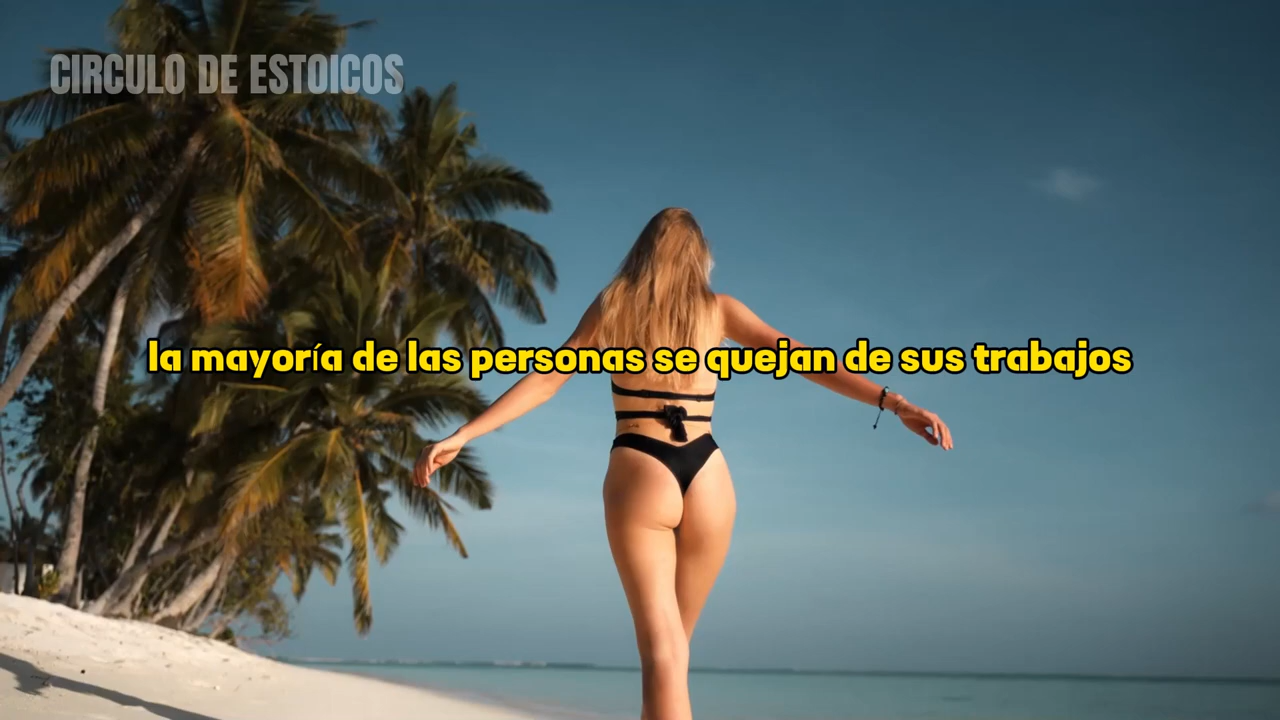 CIRCULO DE ESTOICOS
la mayoría de las personas se quejan de sus trabajos